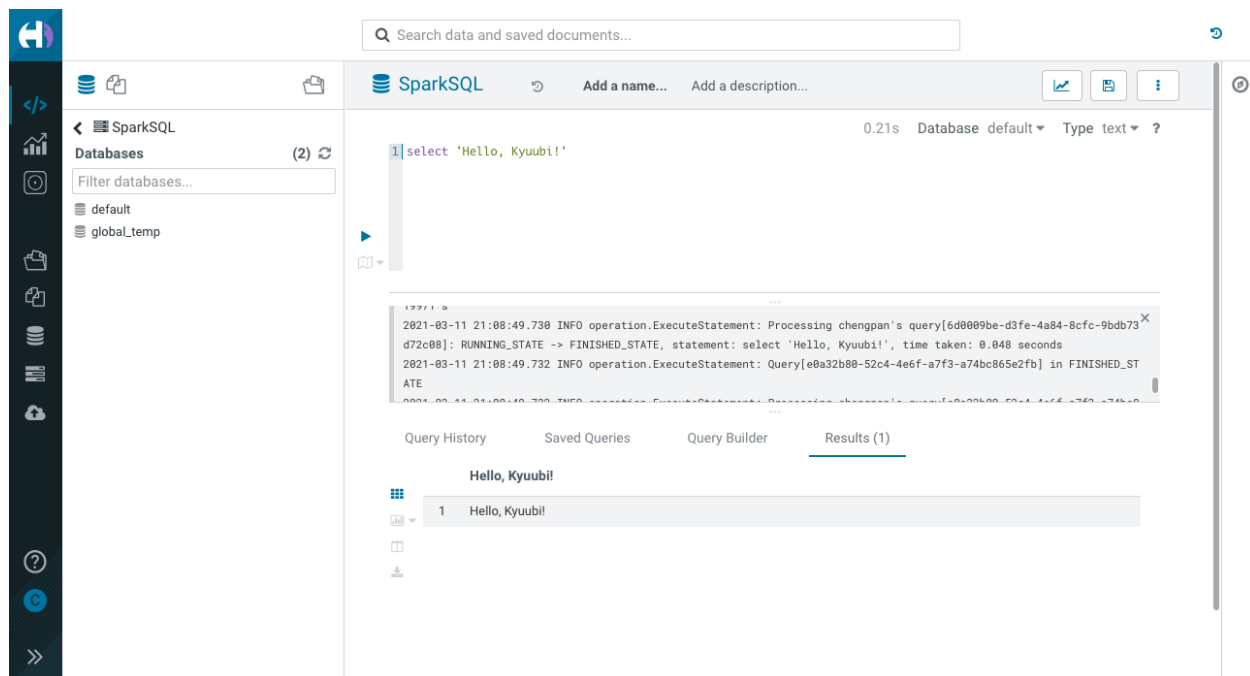 Search data and saved documents...
SparkSQL
Add a name...
Add a description...
SparkSQL
Databases (2)
Filter databases...
default
global_temp
0.21s Database default Type text ?
1 select 'Hello, Kyuubi!'
19971 s
2021-03-11 21:08:49.730 INFO operation.ExecuteStatement: Processing chengpan's query[6d0009be-d3fe-4a84-8cfc-9bdb73
d72c08]: RUNNING_STATE -> FINISHED_STATE, statement: select 'Hello, Kyuubi!', time taken: 0.048 seconds
2021-03-11 21:08:49.732 INFO operation.ExecuteStatement: Query[e0a32b80-52c4-4e6f-a7f3-a74bc865e2fb] in FINISHED_ST
ATE
Query History Saved Queries Query Builder Results (1)
Hello, Kyuubi!
1 Hello, Kyuubi!
?
C